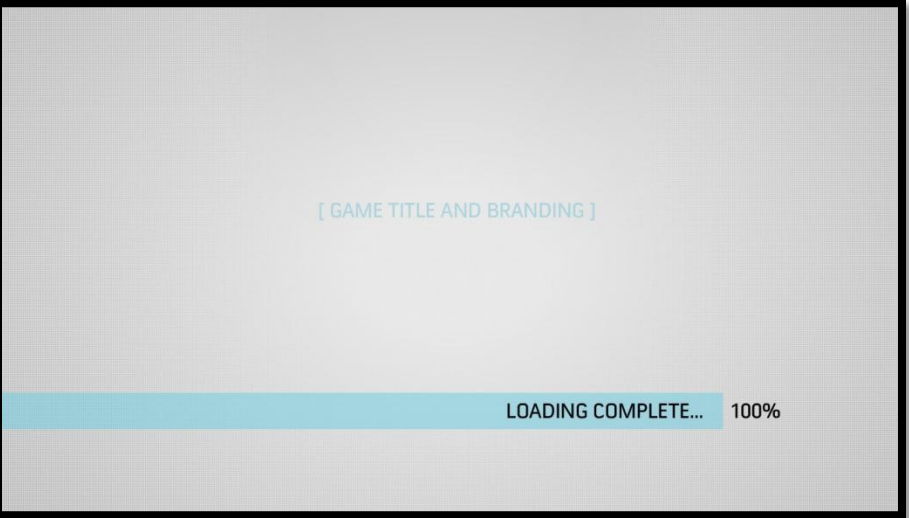 [ GAME TITLE AND BRANDING ]
LOADING COMPLETE... 100%